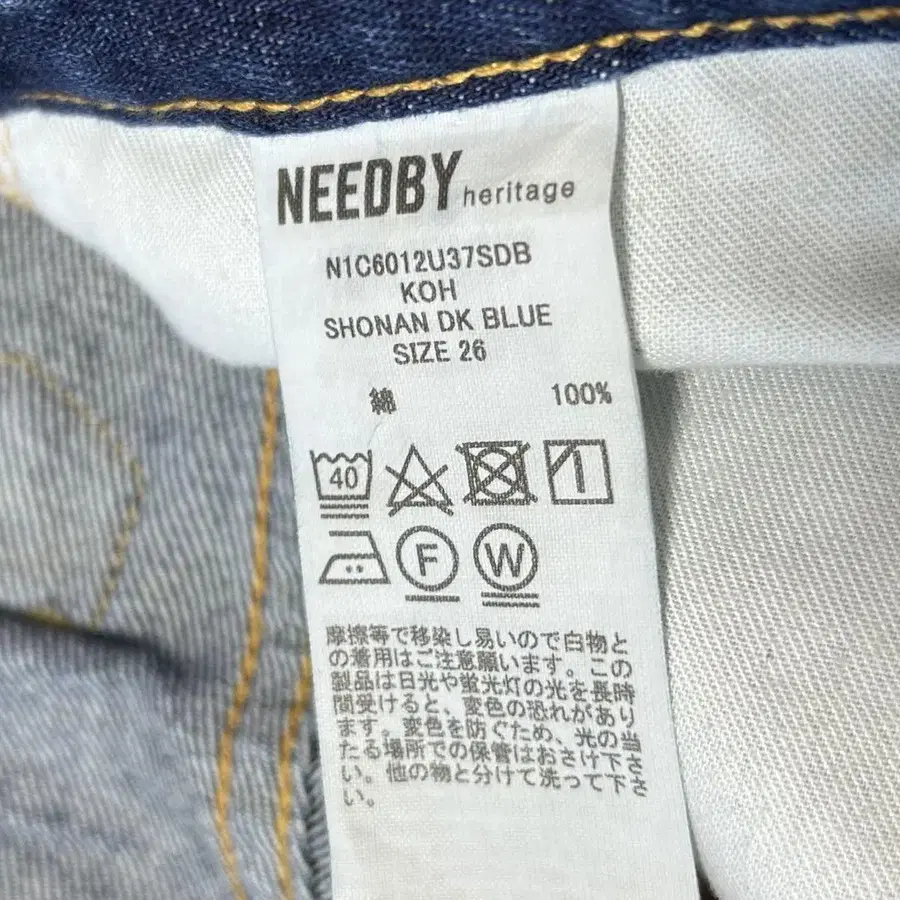 NEEDBY heritage
N1C6012U37SDB
KOH
SHONAN DK BLUE
SIZE 26
綿 100%
40
F W
摩擦等で移染し易いので白物と
の着用はご注意願います。この
製品は日光や蛍光灯の光を長時
間受けると、変色の恐れがあり
ます。変色を防ぐため、光の当
たる場所での保管はおさけ下さ
い。他の物と分けて洗って下さ
い。